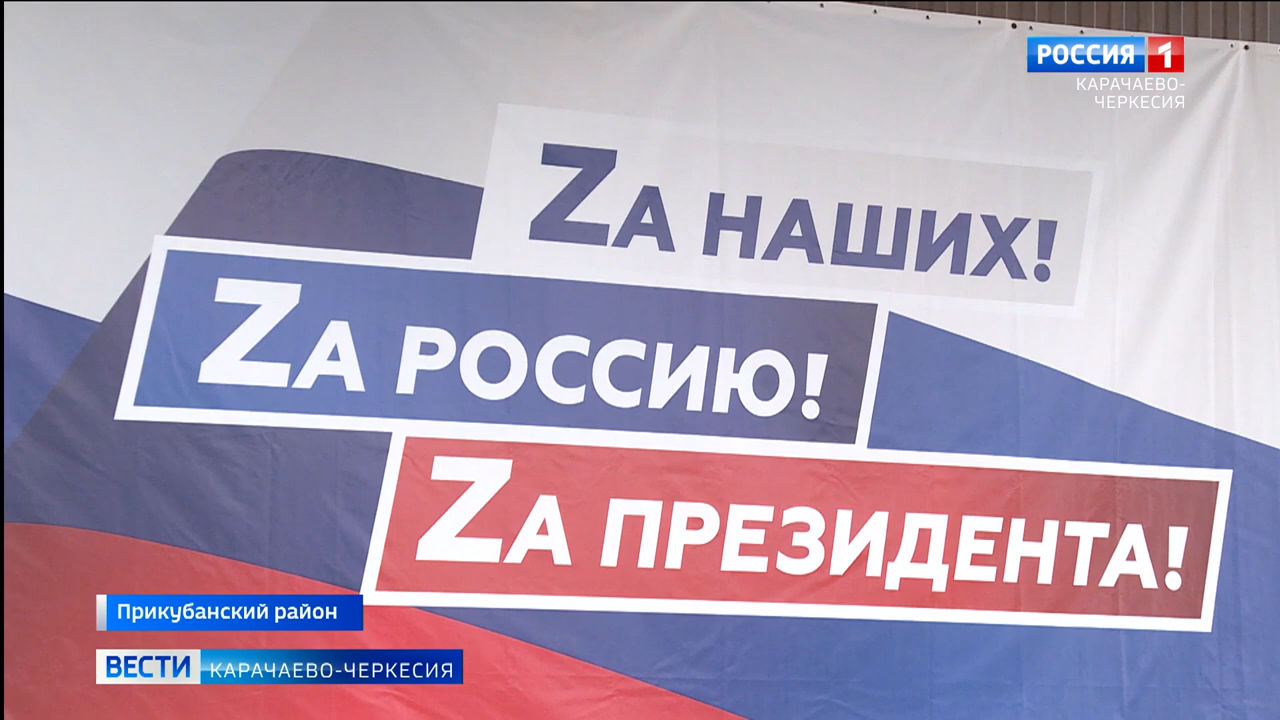 РОССИЯ 1
КАРАЧАЕВО-
ЧЕРКЕСИЯ
ZА НАШИХ!
ZА РОССИЮ!
ZА ПРЕЗИДЕНТА!
Прикубанский район
ВЕСТИ КАРАЧАЕВО-ЧЕРКЕСИЯ